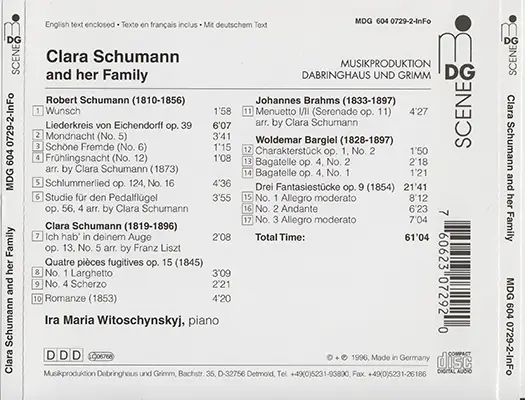 English text enclosed • Texte en français inclus • Mit deutschem Text
MDG 604 0729-2-InFo
Clara Schumann
and her Family
MUSIKPRODUKTION
DABRINGHAUS UND GRIMM
mDG
SCENE
Robert Schumann (1810-1856)
1 Wunsch 1'58
Liederkreis von Eichendorff op. 39 6'07
2 Mondnacht (No. 5) 3'41
3 Schöne Fremde (No. 6) 1'15
4 Frühlingsnacht (No. 12) 1'08
arr. by Clara Schumann (1873)
5 Schlummerlied op. 124, No. 16 4'36
6 Studie für den Pedalflügel 3'55
op. 56, 4 arr. by Clara Schumann
Clara Schumann (1819-1896)
7 Ich hab' in deinem Auge 2'08
op. 13, No. 5 arr. by Franz Liszt
Quatre pièces fugitives op. 15 (1845)
8 No. 1 Larghetto 3'09
9 No. 4 Scherzo 2'21
10 Romanze (1853) 4'20
Ira Maria Witoschynskyj, piano
Johannes Brahms (1833-1897)
11 Menuetto I/II (Serenade op. 11) 4'27
arr. by Clara Schumann
Woldemar Bargiel (1828-1897)
12 Charakterstück op. 1, No. 2 1'50
13 Bagatelle op. 4, No. 2 2'18
14 Bagatelle op. 4, No. 1 1'21
Drei Fantasiestücke op. 9 (1854) 21'41
15 No. 1 Allegro moderato 8'12
16 No. 2 Andante 6'23
17 No. 3 Allegro moderato 7'04
Total Time: 61'04
7 60623 07292 0
DDD
LC06768
℗ + © 1996, Made in Germany
COMPACT
disc
DIGITAL AUDIO
Musikproduktion Dabringhaus und Grimm, Bachstr. 35, D-32756 Detmold, Tel. +49(0)5231-93890, Fax +49(0)5231-26186
Clara Schumann and her Family
MDG 604 0729-2-InFo
SCENE
mDG
mDG
SCENE
MDG 604 0729-2-InFo
Clara Schumann and her Family